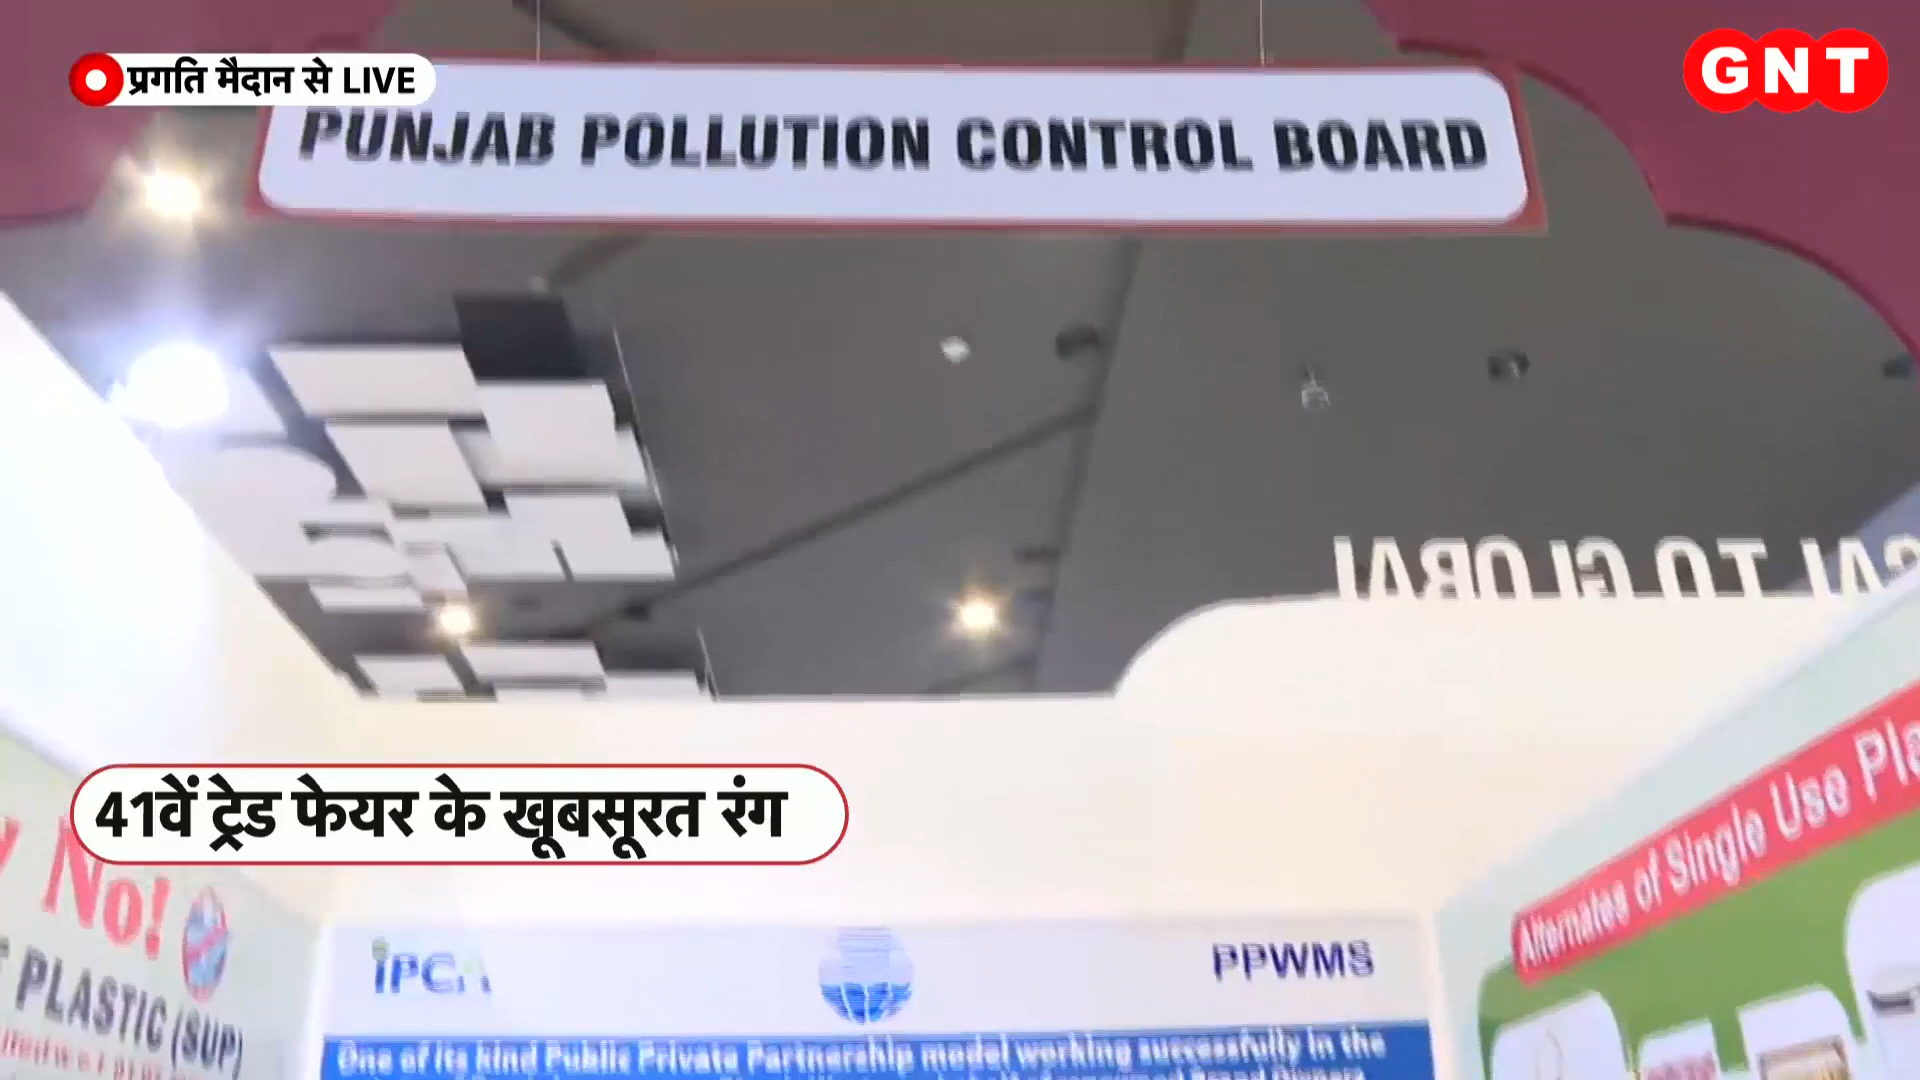 प्रगति मैदान से LIVE
GNT
PUNJAB POLLUTION CONTROL BOARD
41वें ट्रेड फेयर के खूबसूरत रंग
Alternates of Single Use Pla
No!
PLASTIC (SUP)
iPCA
PPWMS
One of its kind Public Private Partnership model working successfully in the